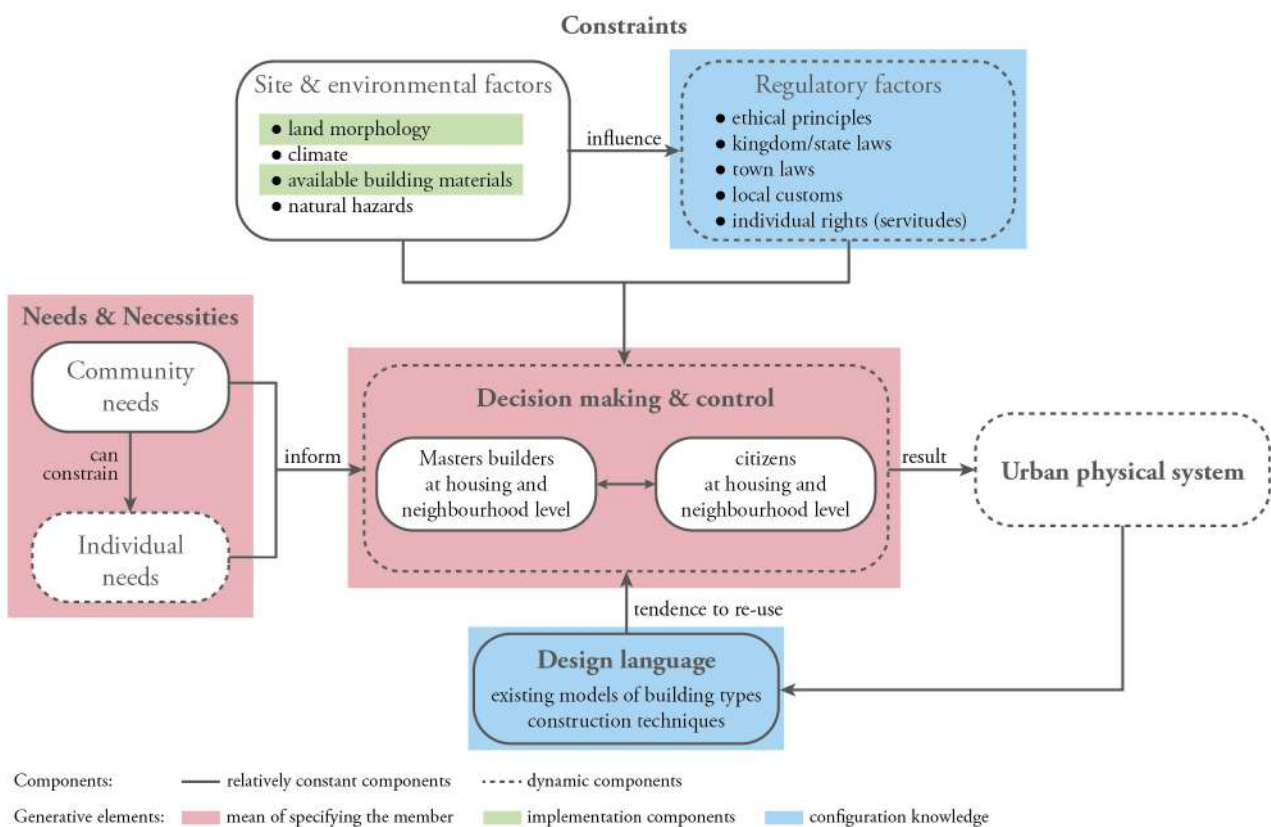 Constraints
Site & environmental factors
● land morphology
● climate
● available building materials
● natural hazards
influence
Regulatory factors
● ethical principles
● kingdom/state laws
● town laws
● local customs
● individual rights (servitudes)
Needs & Necessities
Community
needs
can
constrain
Individual
needs
inform
Decision making & control
Masters builders
at housing and
neighbourhood level
citizens
at housing and
neighbourhood level
result
Urban physical system
tendence to re-use
Design language
existing models of building types
construction techniques
Components: relatively constant components dynamic components
Generative elements: mean of specifying the member implementation components configuration knowledge